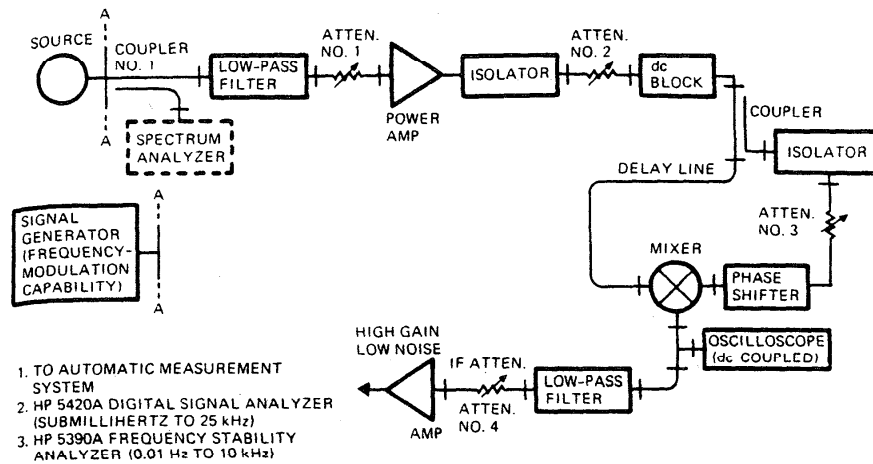 SOURCE
A
COUPLER
NO. 1
A
LOW-PASS
FILTER
ATTEN.
NO. 1
POWER
AMP
ISOLATOR
ATTEN.
NO. 2
dc
BLOCK
COUPLER
ISOLATOR
SPECTRUM
ANALYZER
DELAY LINE
A
SIGNAL
GENERATOR
(FREQUENCY-
MODULATION
CAPABILITY)
A
ATTEN.
NO. 3
MIXER
PHASE
SHIFTER
OSCILLOSCOPE
(dc COUPLED)
HIGH GAIN
LOW NOISE
AMP
IF ATTEN.
ATTEN.
NO. 4
LOW-PASS
FILTER
1. TO AUTOMATIC MEASUREMENT
SYSTEM
2. HP 5420A DIGITAL SIGNAL ANALYZER
(SUBMILLIHERTZ TO 25 kHz)
3. HP 5390A FREQUENCY STABILITY
ANALYZER (0.01 Hz TO 10 kHz)